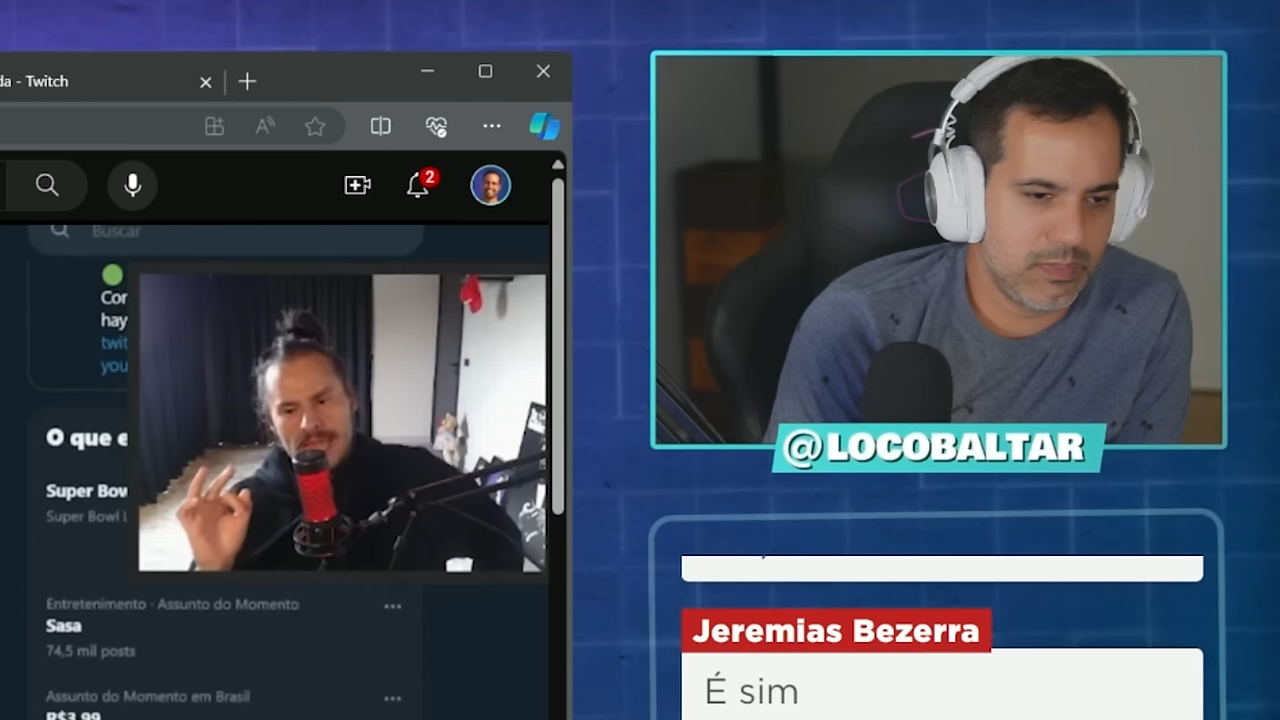 da - Twitch
2
Buscar
Cor
hay
twit
you
O que e
Super Bow
Super Bowl L
Entretenimento · Assunto do Momento
Sasa
74,5 mil posts
Assunto do Momento em Brasil
R$3,99
@LOCOBALTAR
Jeremias Bezerra
É sim